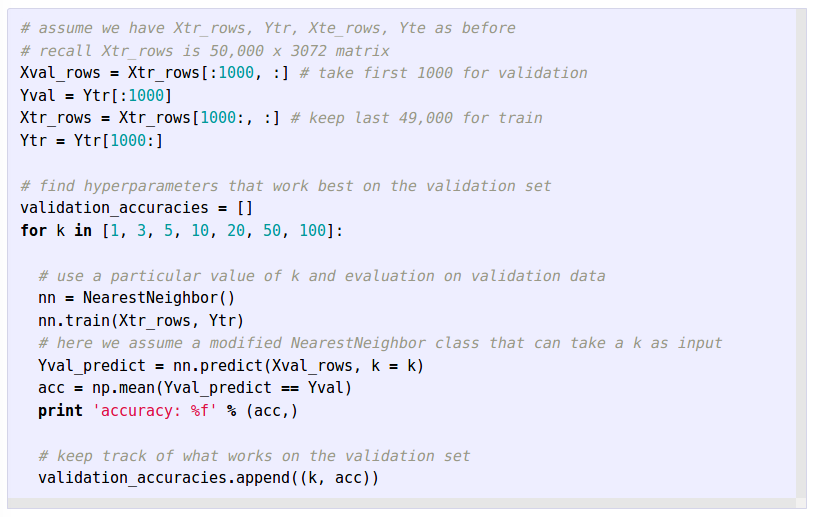 # assume we have Xtr_rows, Ytr, Xte_rows, Yte as before
# recall Xtr_rows is 50,000 x 3072 matrix
Xval_rows = Xtr_rows[:1000, :] # take first 1000 for validation
Yval = Ytr[:1000]
Xtr_rows = Xtr_rows[1000:, :] # keep last 49,000 for train
Ytr = Ytr[1000:]

# find hyperparameters that work best on the validation set
validation_accuracies = []
for k in [1, 3, 5, 10, 20, 50, 100]:

  # use a particular value of k and evaluation on validation data
  nn = NearestNeighbor()
  nn.train(Xtr_rows, Ytr)
  # here we assume a modified NearestNeighbor class that can take a k as input
  Yval_predict = nn.predict(Xval_rows, k = k)
  acc = np.mean(Yval_predict == Yval)
  print 'accuracy: %f' % (acc,)

  # keep track of what works on the validation set
  validation_accuracies.append((k, acc))